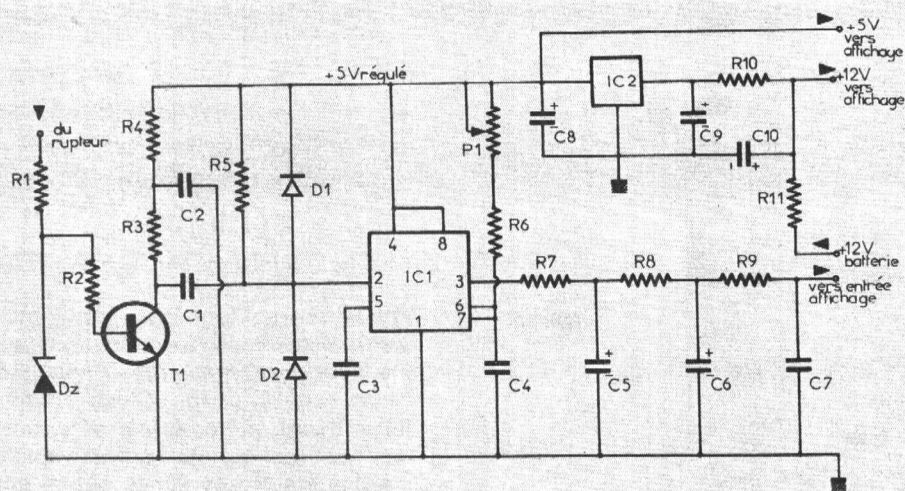 +5V
vers
affichage
R10
+12V
vers
affichage
+5V régulé
IC2
+
-
C8
+
-
C9
C10
+
du
rupteur
R4
R5
D1
P1
R1
C2
R11
R3
R6
4
8
+12V
batterie
R2
C1
2
IC1
3
R7
R8
R9
vers entrée
affichage
5
6
7
1
T1
D2
C3
C4
+
-
C5
+
-
C6
C7
Dz